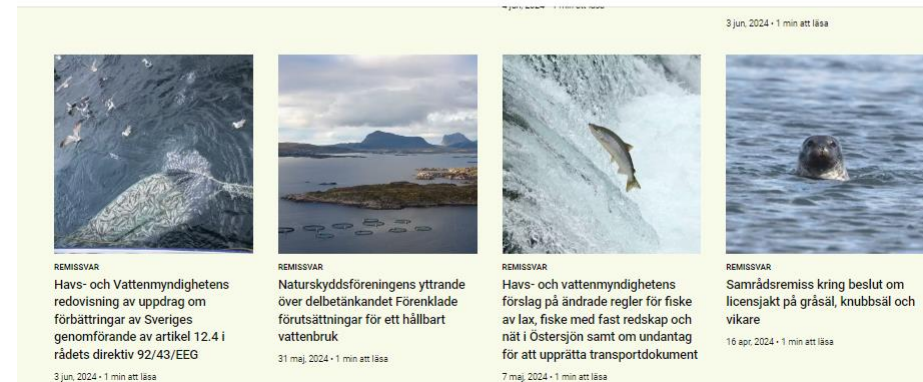 3 jun, 2024 • 1 min att läsa
REMISSVAR
Havs- och Vattenmyndighetens
redovisning av uppdrag om
förbättringar av Sveriges
genomförande av artikel 12.4 i
rådets direktiv 92/43/EEG
3 jun, 2024 • 1 min att läsa
REMISSVAR
Naturskyddsföreningens yttrande
över delbetänkandet Förenklade
förutsättningar för ett hållbart
vattenbruk
31 maj, 2024 • 1 min att läsa
REMISSVAR
Havs- och vattenmyndighetens
förslag på ändrade regler för fiske
av lax, fiske med fast redskap och
nät i Östersjön samt om undantag
för att upprätta transportdokument
7 maj, 2024 • 1 min att läsa
REMISSVAR
Samrådsremiss kring beslut om
licensjakt på gråsäl, knubbsäl och
vikare
16 apr, 2024 • 1 min att läsa